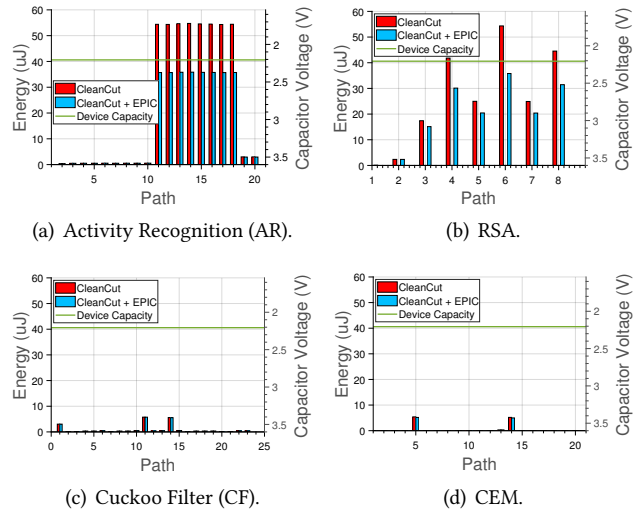 60
50
40
30
20
10
0
Energy (uJ)
CleanCut
CleanCut + EPIC
Device Capacity
2
2.5
3
3.5
Capacitor Voltage (V)
5 10 15 20
Path
(a) Activity Recognition (AR).
60
50
40
30
20
10
0
Energy (uJ)
CleanCut
CleanCut + EPIC
Device Capacity
2
2.5
3
3.5
Capacitor Voltage (V)
1 2 3 4 5 6 7 8
Path
(b) RSA.
60
50
40
30
20
10
0
Energy (uJ)
CleanCut
CleanCut + EPIC
Device Capacity
2
2.5
3
3.5
Capacitor Voltage (V)
0 5 10 15 20 25
Path
(c) Cuckoo Filter (CF).
60
50
40
30
20
10
0
Energy (uJ)
CleanCut
CleanCut + EPIC
Device Capacity
2
2.5
3
3.5
Capacitor Voltage (V)
5 10 15 20
Path
(d) CEM.